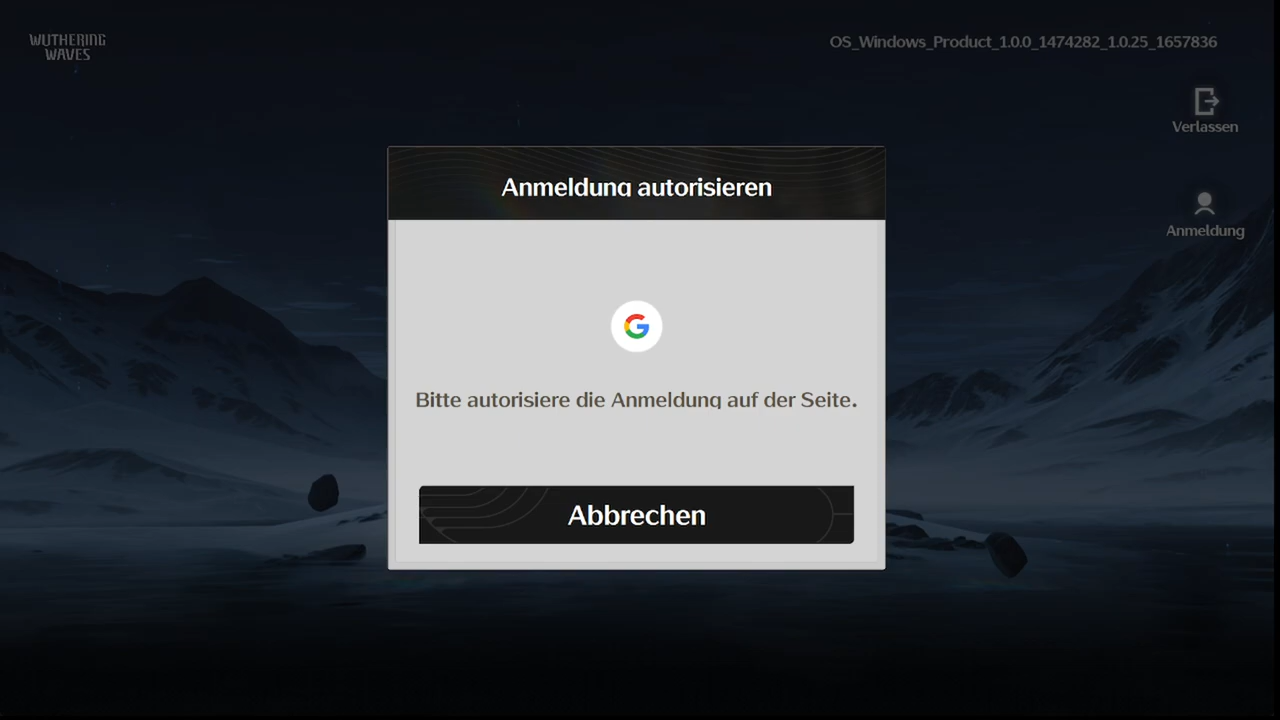 WUTHERING
WAVES
OS_Windows_Product_1.0.0_1474282_1.0.25_1657836
Verlassen
Anmeldung
Anmeldung autorisieren
Bitte autorisiere die Anmeldung auf der Seite.
Abbrechen